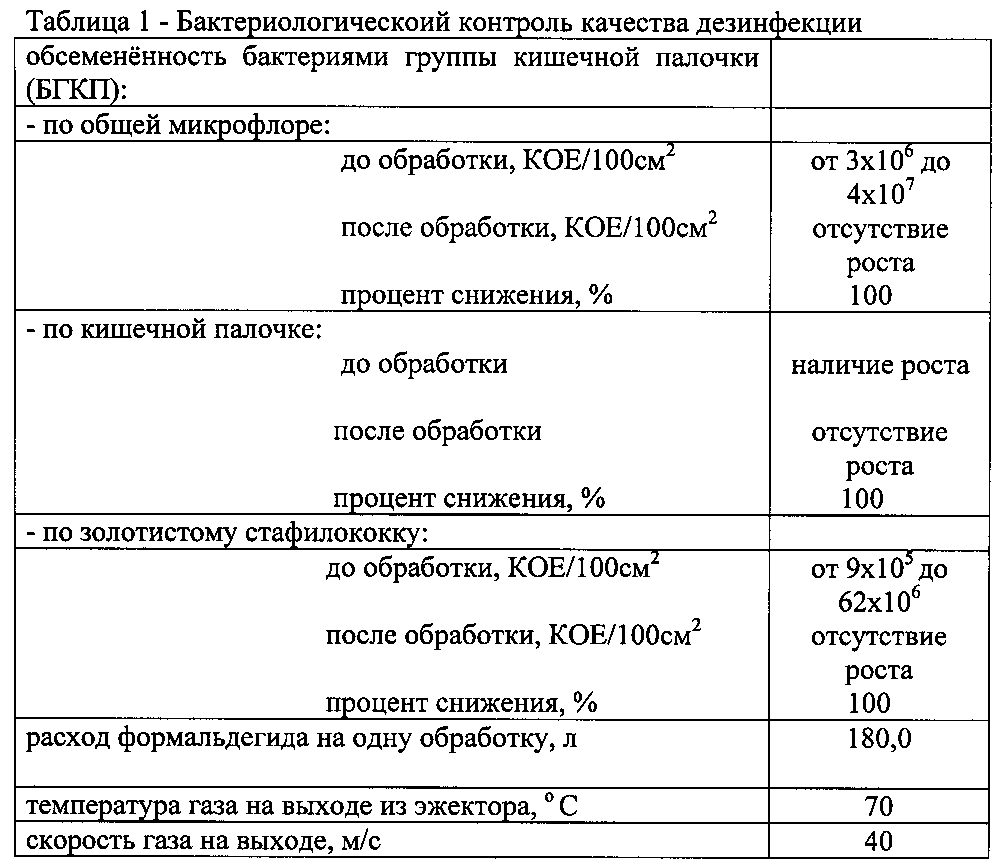 Таблица 1 - Бактериологическоий контроль качества дезинфекции
обсеменённость бактериями группы кишечной палочки
(БГКП):
- по общей микрофлоре:
до обработки, КОЕ/100см² от 3х10⁶ до
4х10⁷
после обработки, КОЕ/100см² отсутствие
роста
процент снижения, % 100
- по кишечной палочке:
до обработки наличие роста
после обработки отсутствие
роста
процент снижения, % 100
- по золотистому стафилококку:
до обработки, КОЕ/100см² от 9х10⁵ до
62х10⁶
после обработки, КОЕ/100см² отсутствие
роста
процент снижения, % 100
расход формальдегида на одну обработку, л 180,0
температура газа на выходе из эжектора, ⁰ С 70
скорость газа на выходе, м/с 40